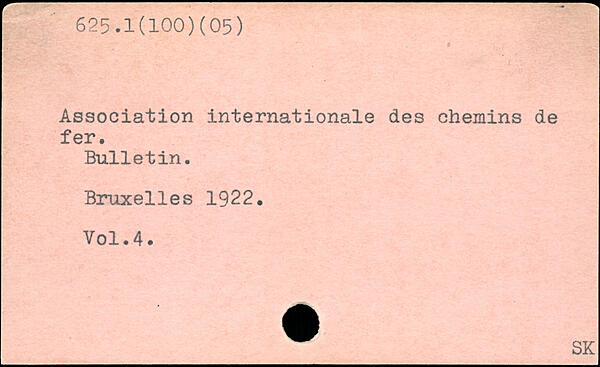 625.1(100)(05)
Association internationale des chemins de
fer.
Bulletin.
Bruxelles 1922.
Vol.4.
SK